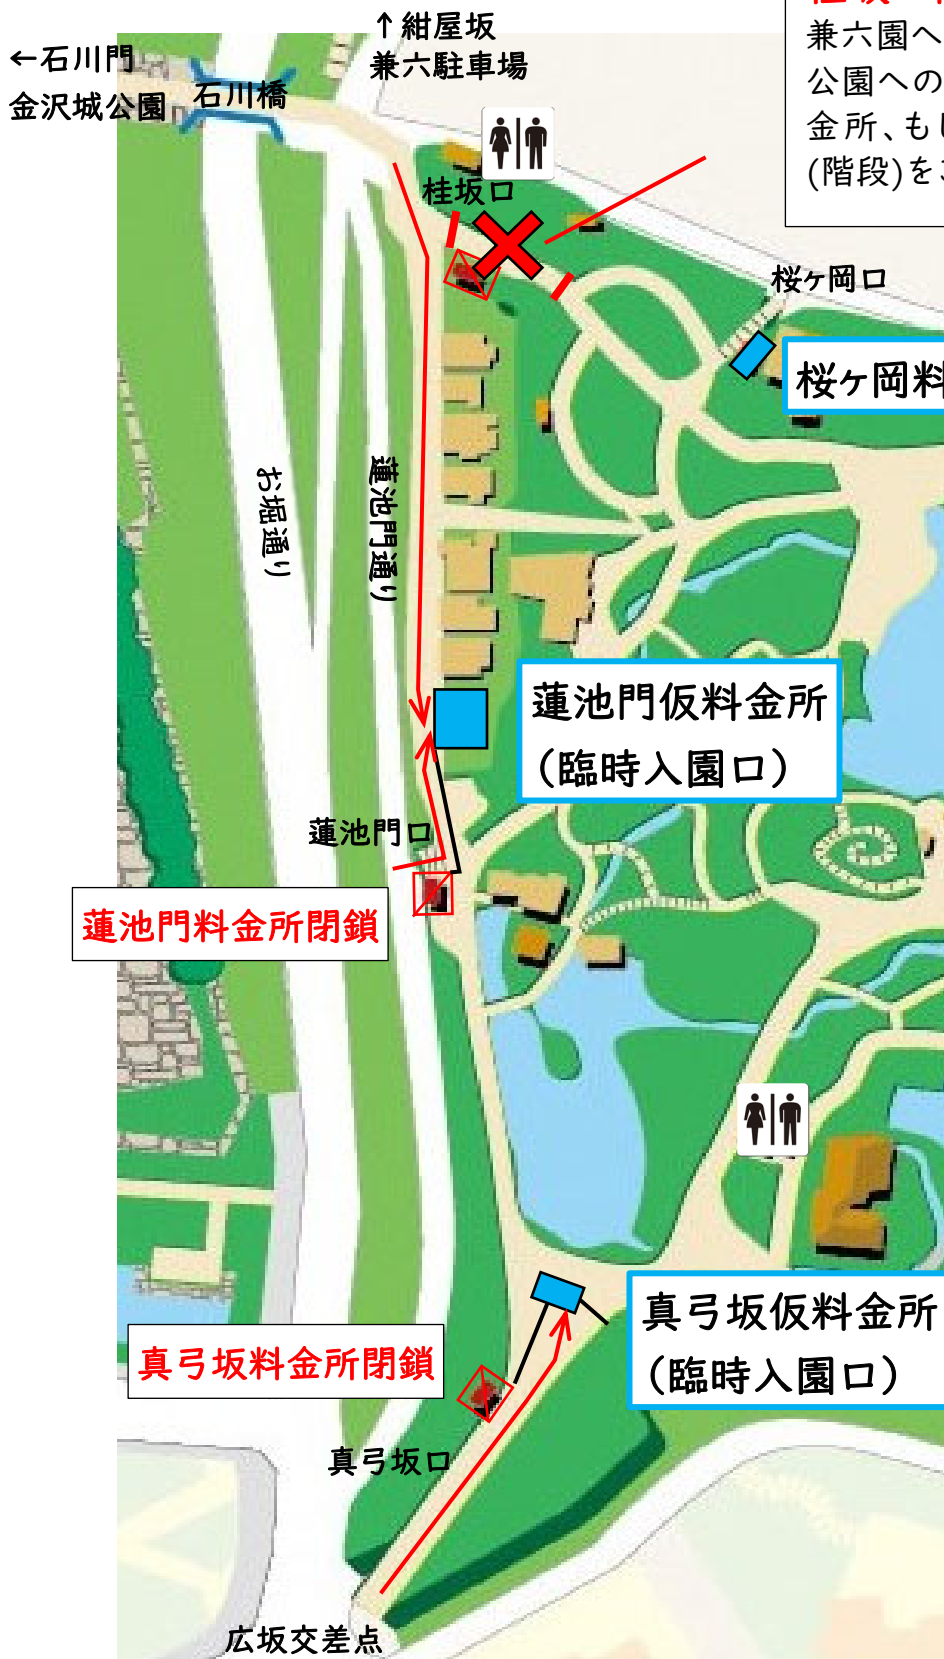 ↑紺屋坂
兼六駐車場
←石川門
金沢城公園
石川橋
兼六園へ
公園への
金所、も
(階段)を
桂坂口
桜ヶ岡口
桜ヶ岡料
お堀通り
蓮池門通り
蓮池門仮料金所
(臨時入園口)
蓮池門口
蓮池門料金所閉鎖
真弓坂仮料金所
(臨時入園口)
真弓坂料金所閉鎖
真弓坂口
広坂交差点